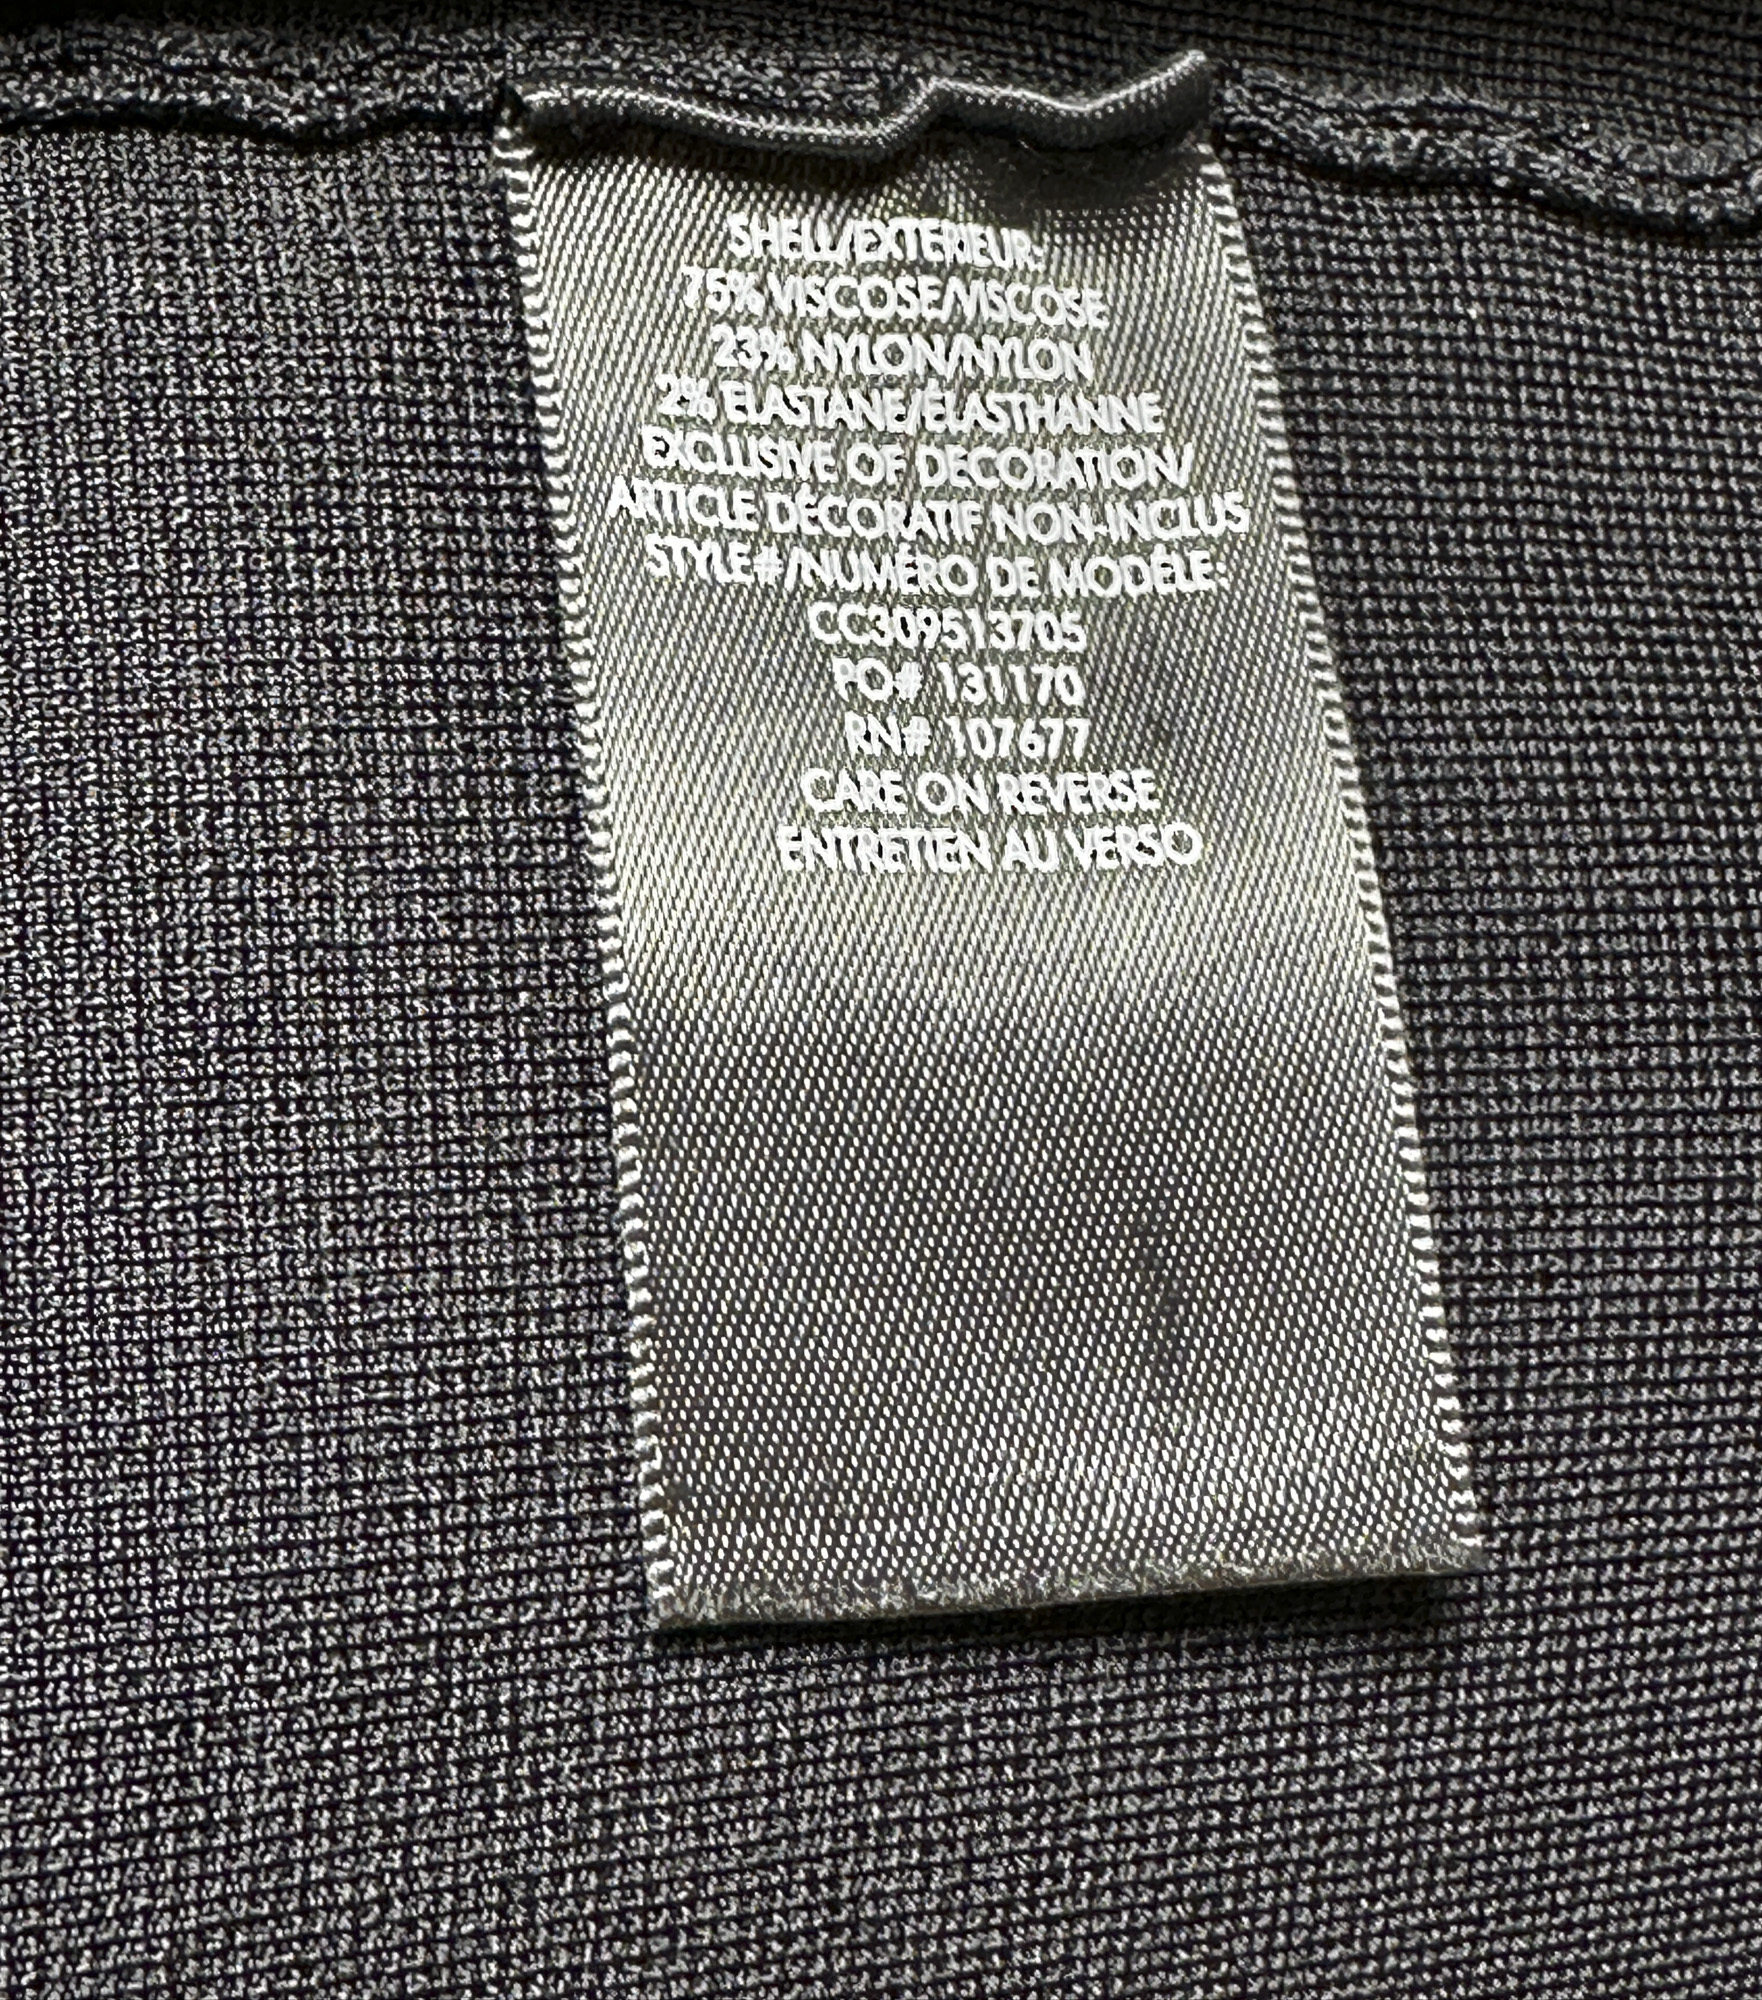 SHELL/EXTERIEUR:
75% VISCOSE/VISCOSE
23% NYLON/NYLON
2% ELASTANE/ÉLASTHANNE
EXCLUSIVE OF DECORATION/
ARTICLE DÉCORATIF NON-INCLUS
STYLE#/NUMÉRO DE MODÉLE:
CC309513705
PO# 131170
RN# 107677
CARE ON REVERSE
ENTRETIEN AU VERSO